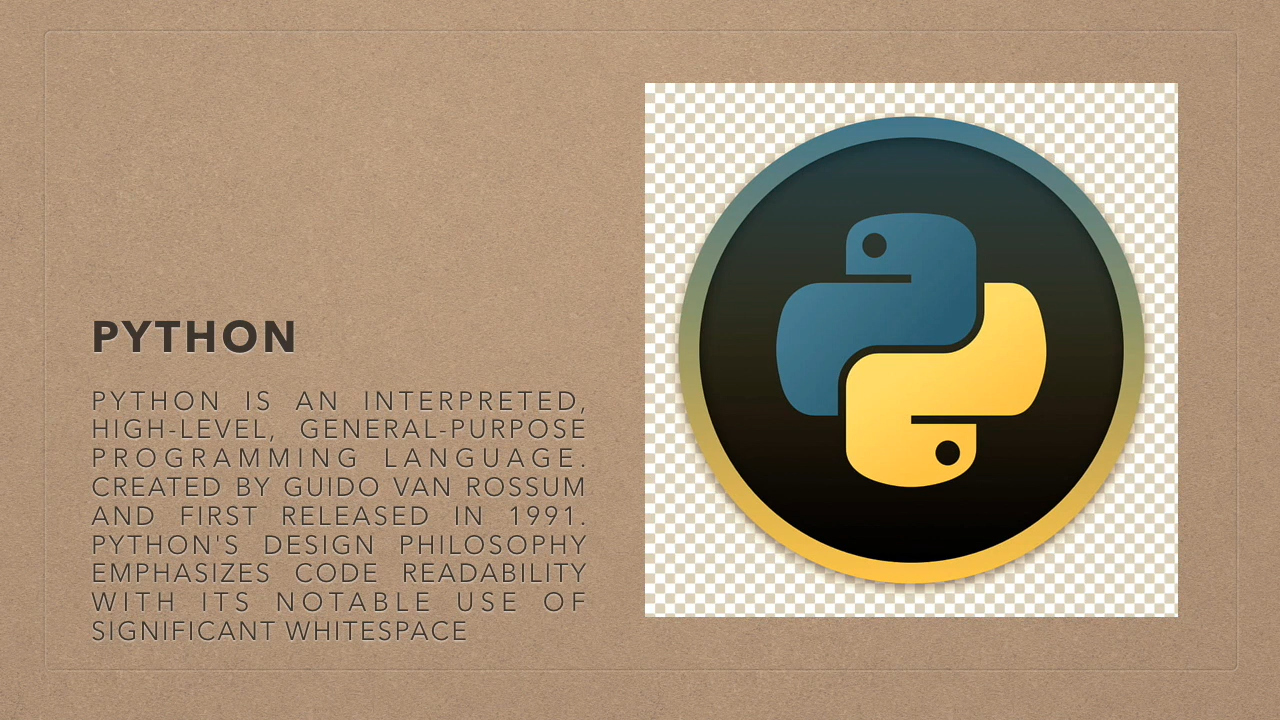 PYTHON
PYTHON IS AN INTERPRETED,
HIGH-LEVEL, GENERAL-PURPOSE
PROGRAMMING LANGUAGE.
CREATED BY GUIDO VAN ROSSUM
AND FIRST RELEASED IN 1991.
PYTHON'S DESIGN PHILOSOPHY
EMPHASIZES CODE READABILITY
WITH ITS NOTABLE USE OF
SIGNIFICANT WHITESPACE